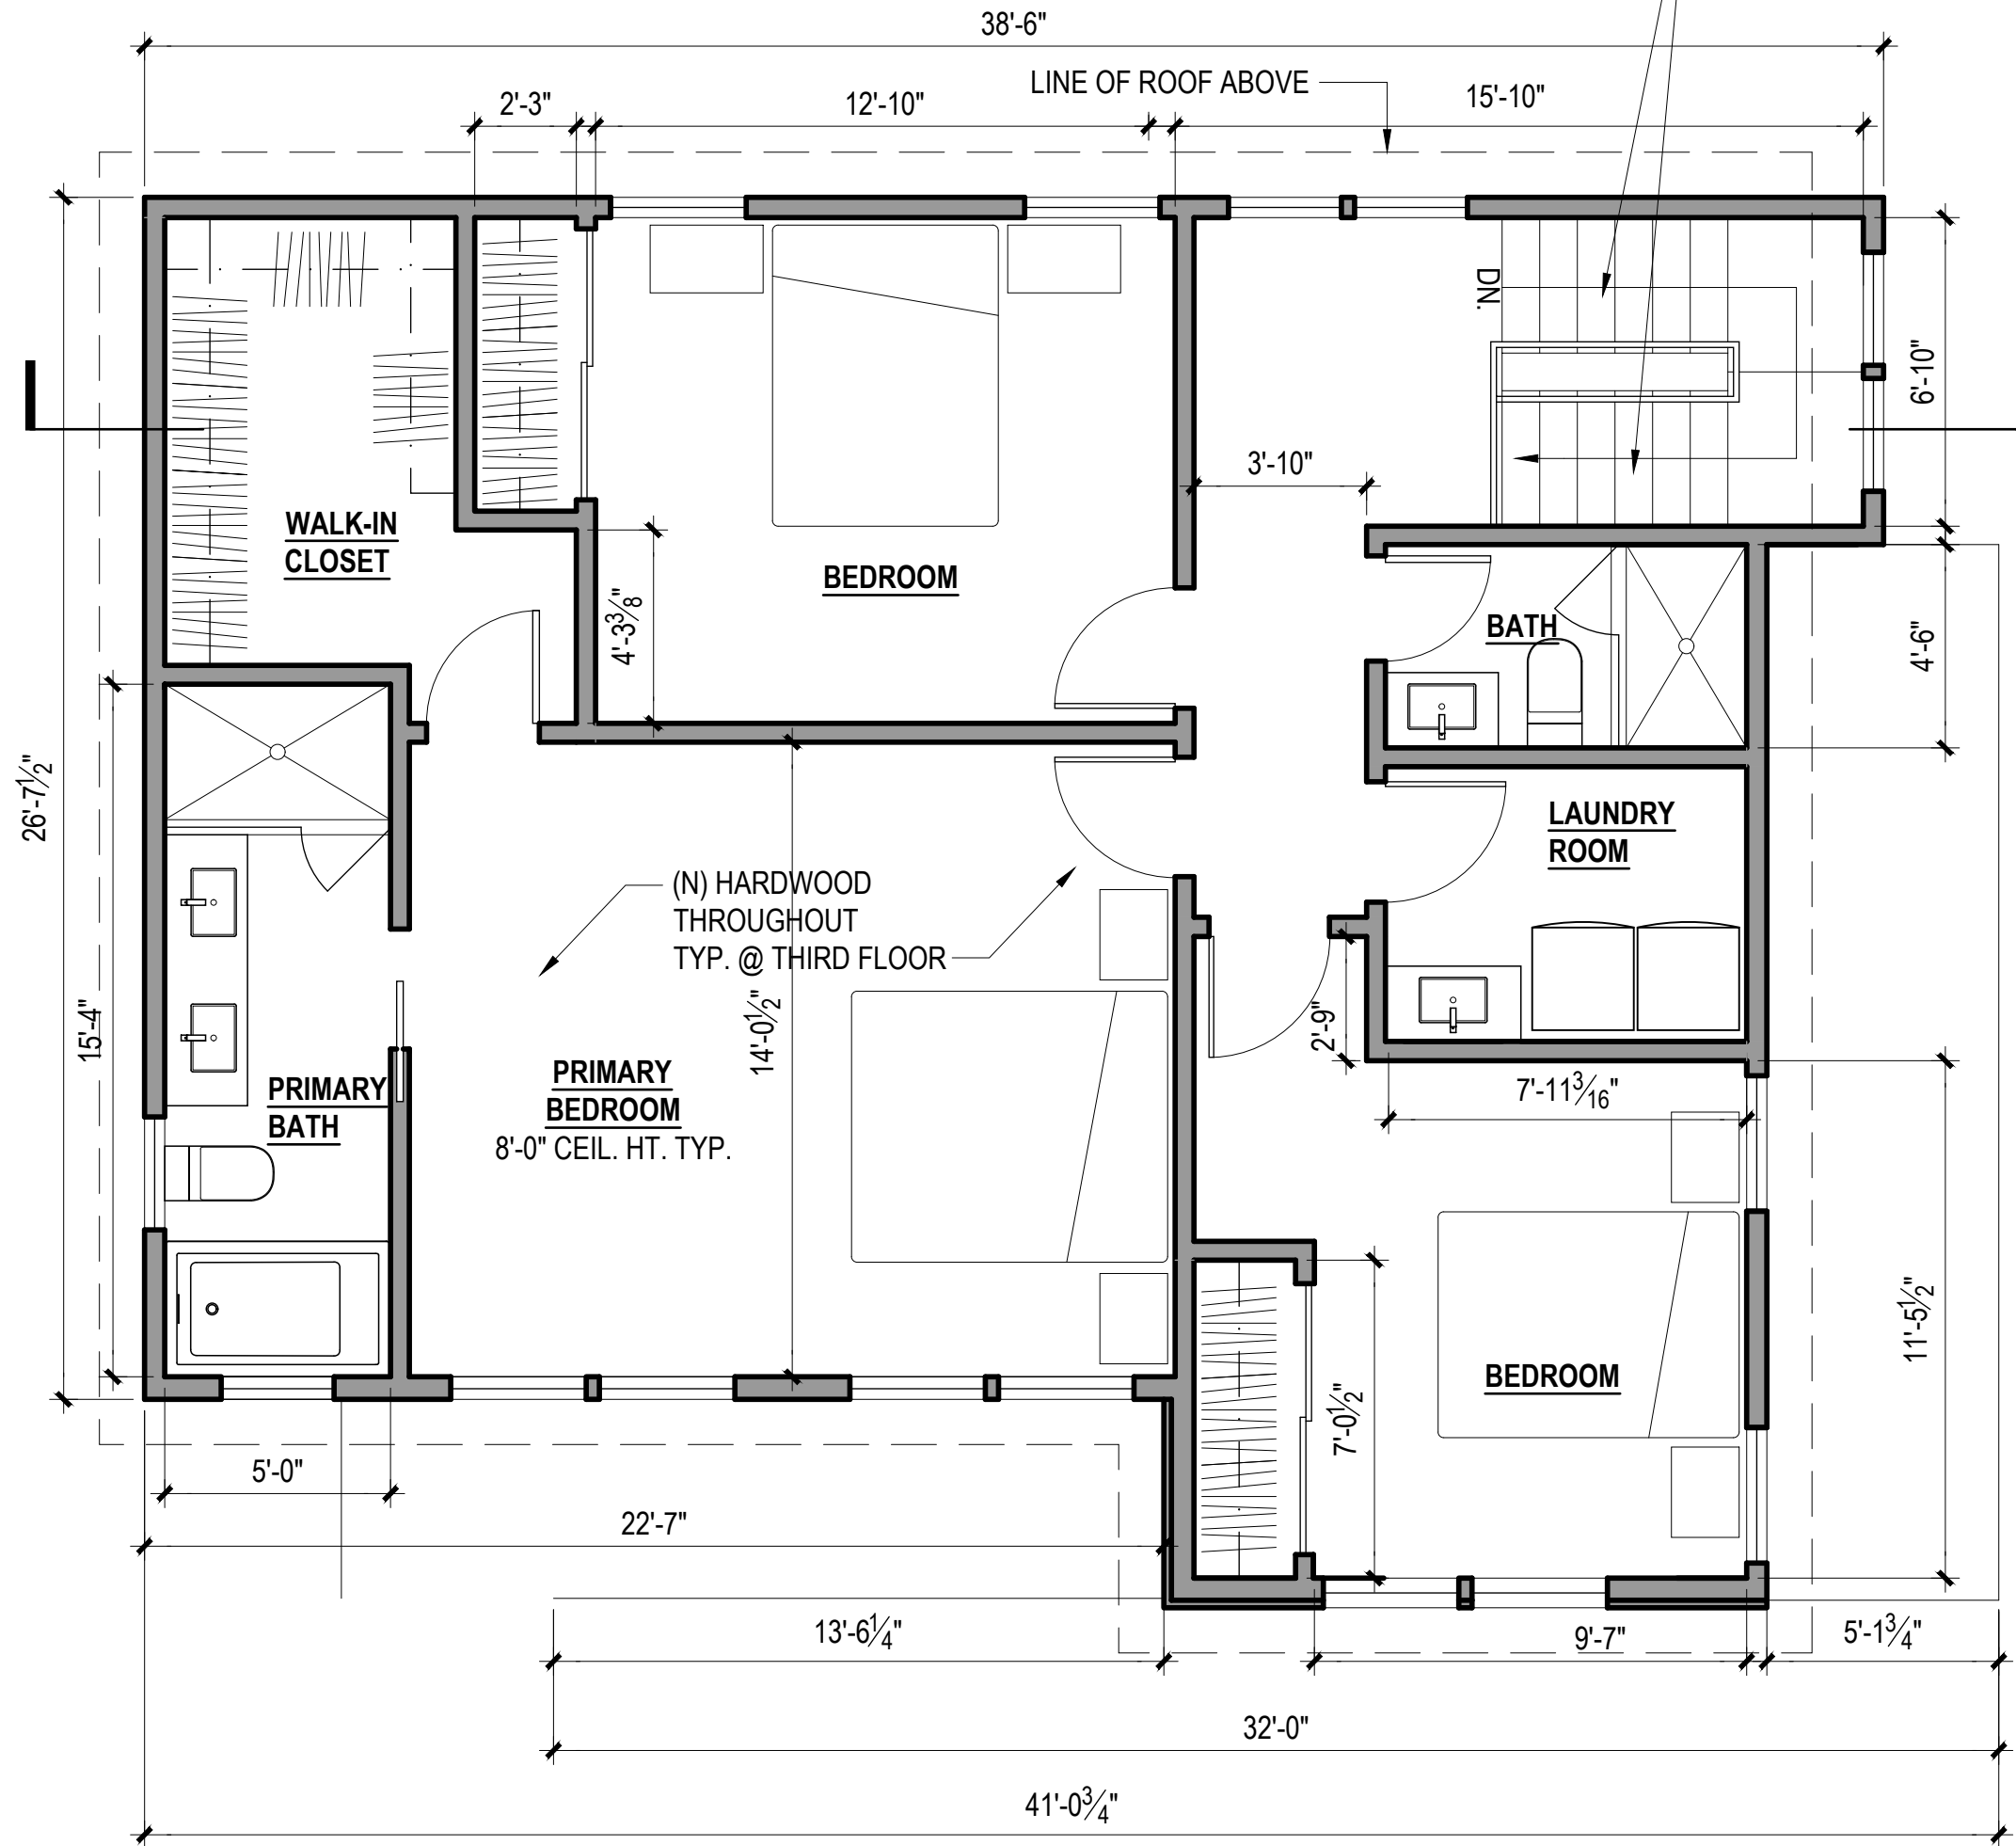 38'-6"
LINE OF ROOF ABOVE
2'-3"
12'-10"
15'-10"
DN.
6'-10"
3'-10"
WALK-IN
CLOSET
BEDROOM
4'-3 3/8"
BATH
4'-6"
26'-7 1/2"
LAUNDRY
ROOM
(N) HARDWOOD
THROUGHOUT
TYP. @ THIRD FLOOR
15'-4"
14'-0 1/2"
2'-9"
PRIMARY
BATH
PRIMARY
BEDROOM
8'-0" CEIL. HT. TYP.
7'-11 3/16"
11'-5 1/2"
BEDROOM
7'-0 1/2"
5'-0"
22'-7"
13'-6 1/4"
9'-7"
5'-1 3/4"
32'-0"
41'-0 3/4"